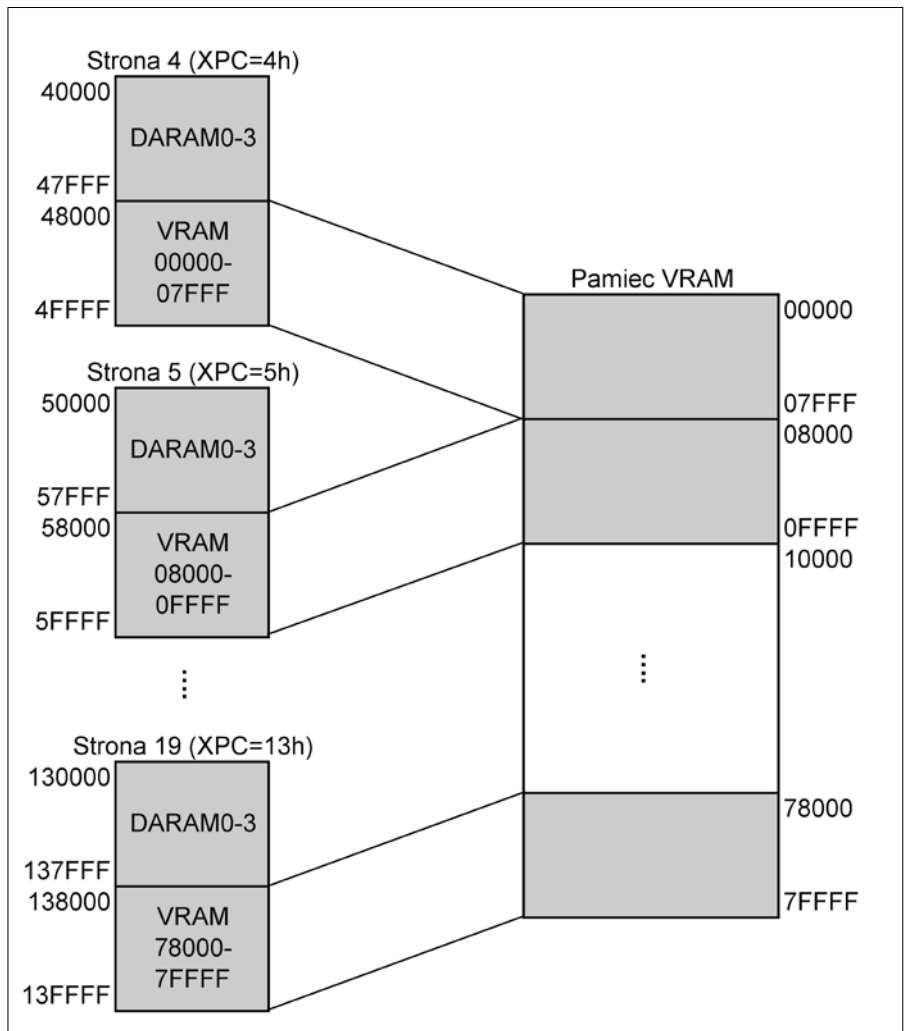 Strona 4 (XPC=4h)
40000
DARAM0-3
47FFF
48000
VRAM
00000-
07FFF
4FFFF
Strona 5 (XPC=5h)
50000
DARAM0-3
57FFF
58000
VRAM
08000-
0FFFF
5FFFF
Strona 19 (XPC=13h)
130000
DARAM0-3
137FFF
138000
VRAM
78000-
7FFFF
13FFFF
Pamiec VRAM
00000
07FFF
08000
0FFFF
10000
78000
7FFFF